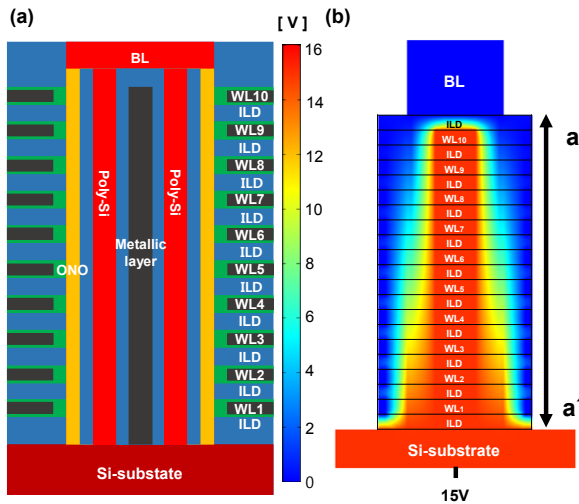 (a)
[ V ]
(b)
BL
WL10
ILD
WL9
ILD
WL8
ILD
WL7
ILD
WL6
ILD
WL5
ILD
WL4
ILD
WL3
ILD
WL2
ILD
WL1
ILD
Poly-Si
Poly-Si
Metallic
layer
ONO
Si-substate
16
14
12
10
8
6
4
2
0
BL
ILD
WL10
ILD
WL9
ILD
WL8
ILD
WL7
ILD
WL6
ILD
WL5
ILD
WL4
ILD
WL3
ILD
WL2
ILD
WL1
ILD
a
a`
Si-substrate
15V